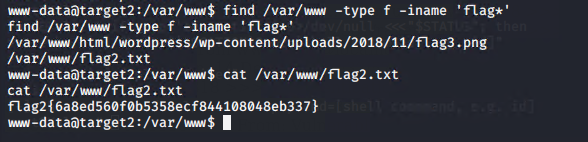 www-data@target2:/var/www$ find /var/www -type f -iname 'flag*'
find /var/www -type f -iname 'flag*'
/var/www/html/wordpress/wp-content/uploads/2018/11/flag3.png
/var/www/flag2.txt
www-data@target2:/var/www$ cat /var/www/flag2.txt
cat /var/www/flag2.txt
flag2{6a8ed560f0b5358ecf844108048eb337}
www-data@target2:/var/www$